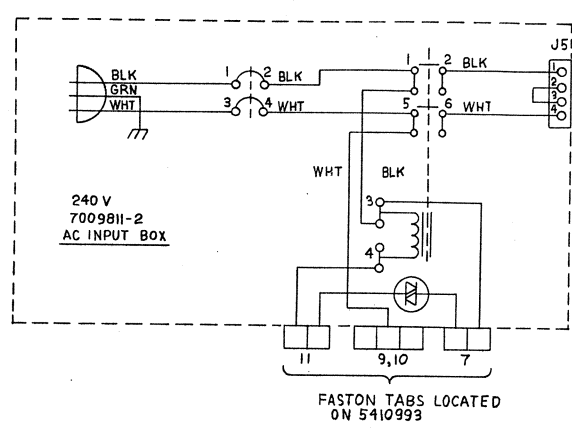 J5
BLK 1 2 BLK 1 2 BLK 1
GRN 2
WHT 3 4 WHT 5 6 WHT 3
4
WHT BLK
240 V
7009811-2
AC INPUT BOX
3
4
11 9,10 7
FASTON TABS LOCATED
ON 5410993